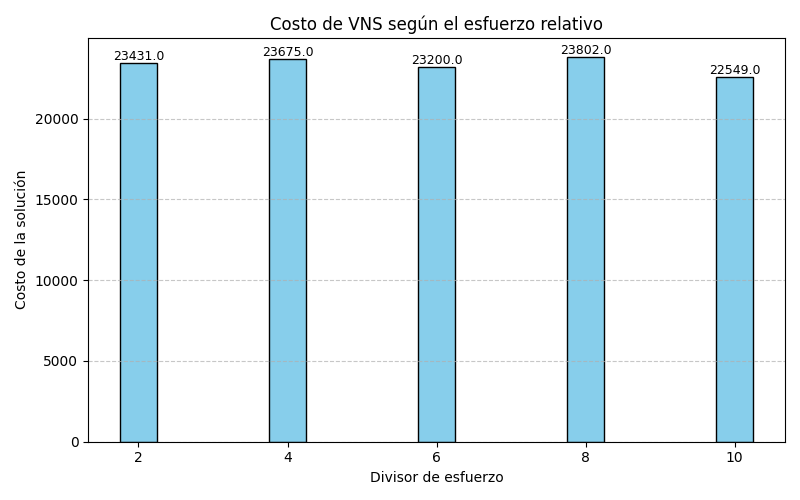 Costo de VNS según el esfuerzo relativo
23431.0
23675.0
23200.0
23802.0
22549.0
20000
15000
10000
5000
0
Costo de la solución
2 4 6 8 10
Divisor de esfuerzo